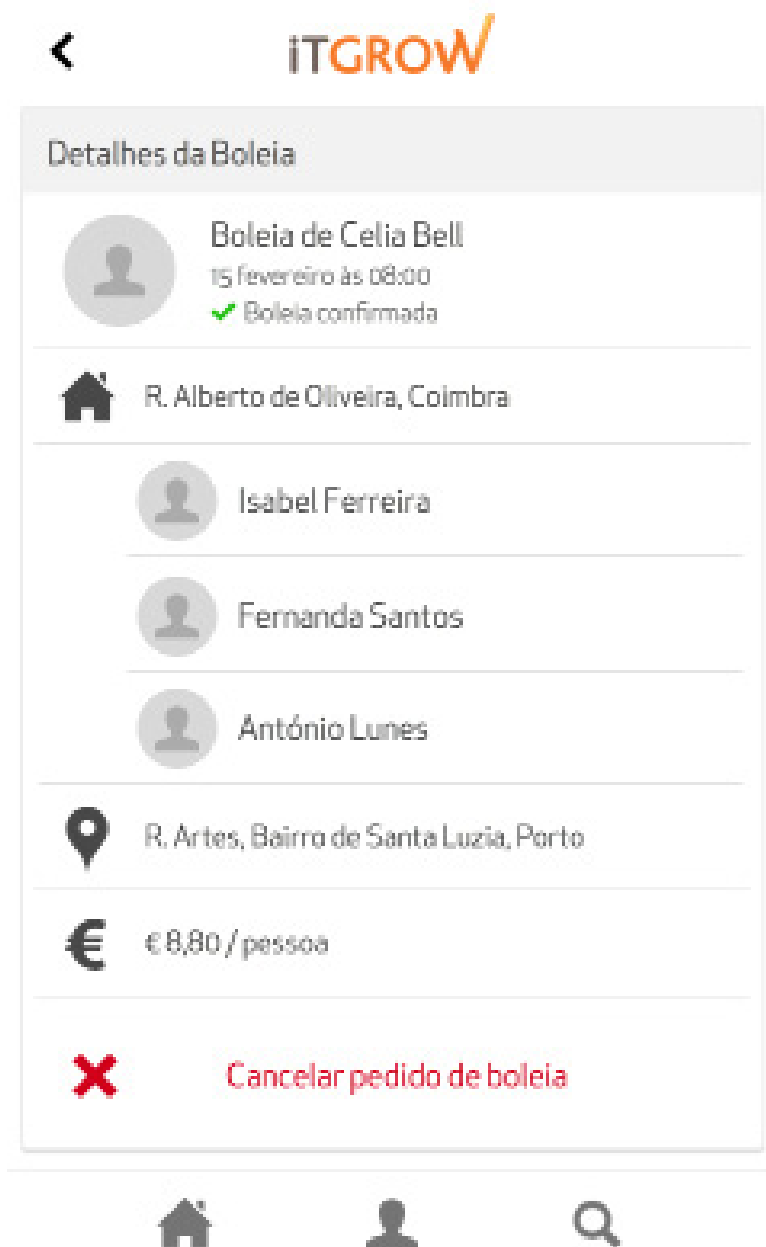 iTGROW
Detalhes da Boleia
Boleia de Celia Bell
15 fevereiro às 08:00
Boleia confirmada
R. Alberto de Oliveira, Coimbra
Isabel Ferreira
Fernanda Santos
António Lunes
R. Artes, Bairro de Santa Luzia, Porto
€ 8,80 / pessoa
Cancelar pedido de boleia